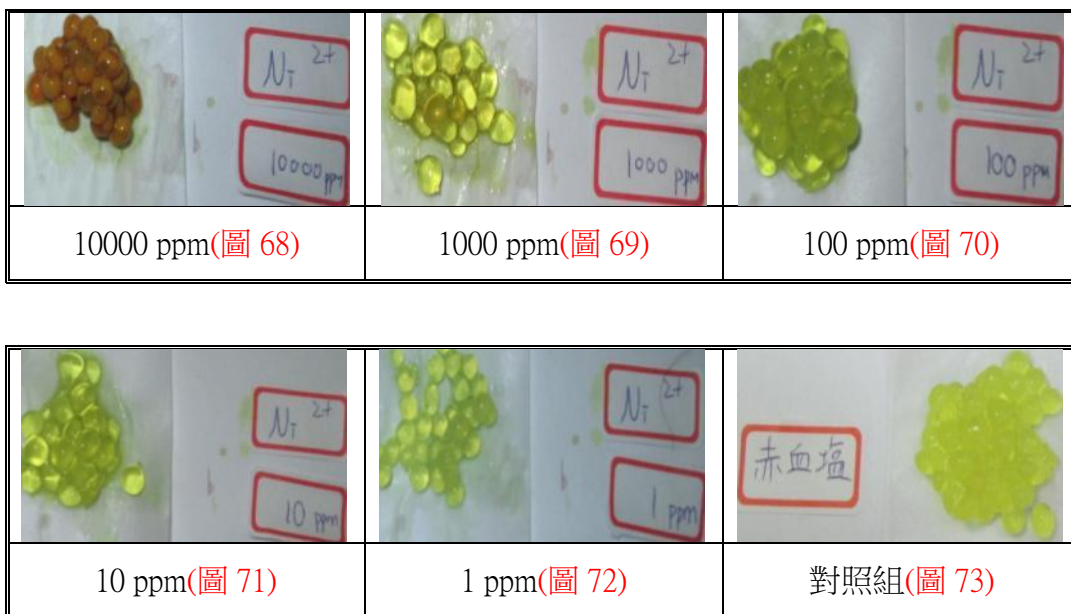 Ni 2+
10000 ppm
Ni 2+
1000 ppm
Ni 2+
100 ppm
10000 ppm(圖 68)
1000 ppm(圖 69)
100 ppm(圖 70)
Ni 2+
10 ppm
Ni 2+
1 ppm
赤血塩
10 ppm(圖 71)
1 ppm(圖 72)
對照組(圖 73)